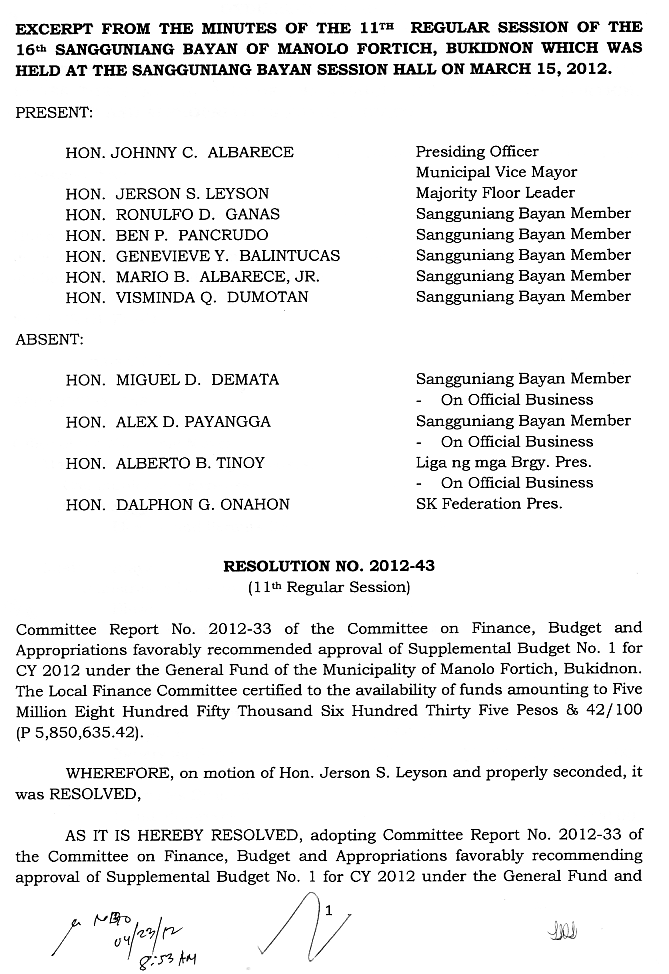 EXCERPT FROM THE MINUTES OF THE 11TH REGULAR SESSION OF THE
16th SANGGUNIANG BAYAN OF MANOLO FORTICH, BUKIDNON WHICH WAS
HELD AT THE SANGGUNIANG BAYAN SESSION HALL ON MARCH 15, 2012.
PRESENT:
HON. JOHNNY C. ALBARECE Presiding Officer
Municipal Vice Mayor
HON. JERSON S. LEYSON Majority Floor Leader
HON. RONULFO D. GANAS Sangguniang Bayan Member
HON. BEN P. PANCRUDO Sangguniang Bayan Member
HON. GENEVIEVE Y. BALINTUCAS Sangguniang Bayan Member
HON. MARIO B. ALBARECE, JR. Sangguniang Bayan Member
HON. VISMINDA Q. DUMOTAN Sangguniang Bayan Member
ABSENT:
HON. MIGUEL D. DEMATA Sangguniang Bayan Member
- On Official Business
HON. ALEX D. PAYANGGA Sangguniang Bayan Member
- On Official Business
HON. ALBERTO B. TINOY Liga ng mga Brgy. Pres.
- On Official Business
HON. DALPHON G. ONAHON SK Federation Pres.
RESOLUTION NO. 2012-43
(11th Regular Session)
Committee Report No. 2012-33 of the Committee on Finance, Budget and
Appropriations favorably recommended approval of Supplemental Budget No. 1 for
CY 2012 under the General Fund of the Municipality of Manolo Fortich, Bukidnon.
The Local Finance Committee certified to the availability of funds amounting to Five
Million Eight Hundred Fifty Thousand Six Hundred Thirty Five Pesos & 42/100
(P 5,850,635.42).
WHEREFORE, on motion of Hon. Jerson S. Leyson and properly seconded, it
was RESOLVED,
AS IT IS HEREBY RESOLVED, adopting Committee Report No. 2012-33 of
the Committee on Finance, Budget and Appropriations favorably recommending
approval of Supplemental Budget No. 1 for CY 2012 under the General Fund and
1
04/23/12
8:53 AM